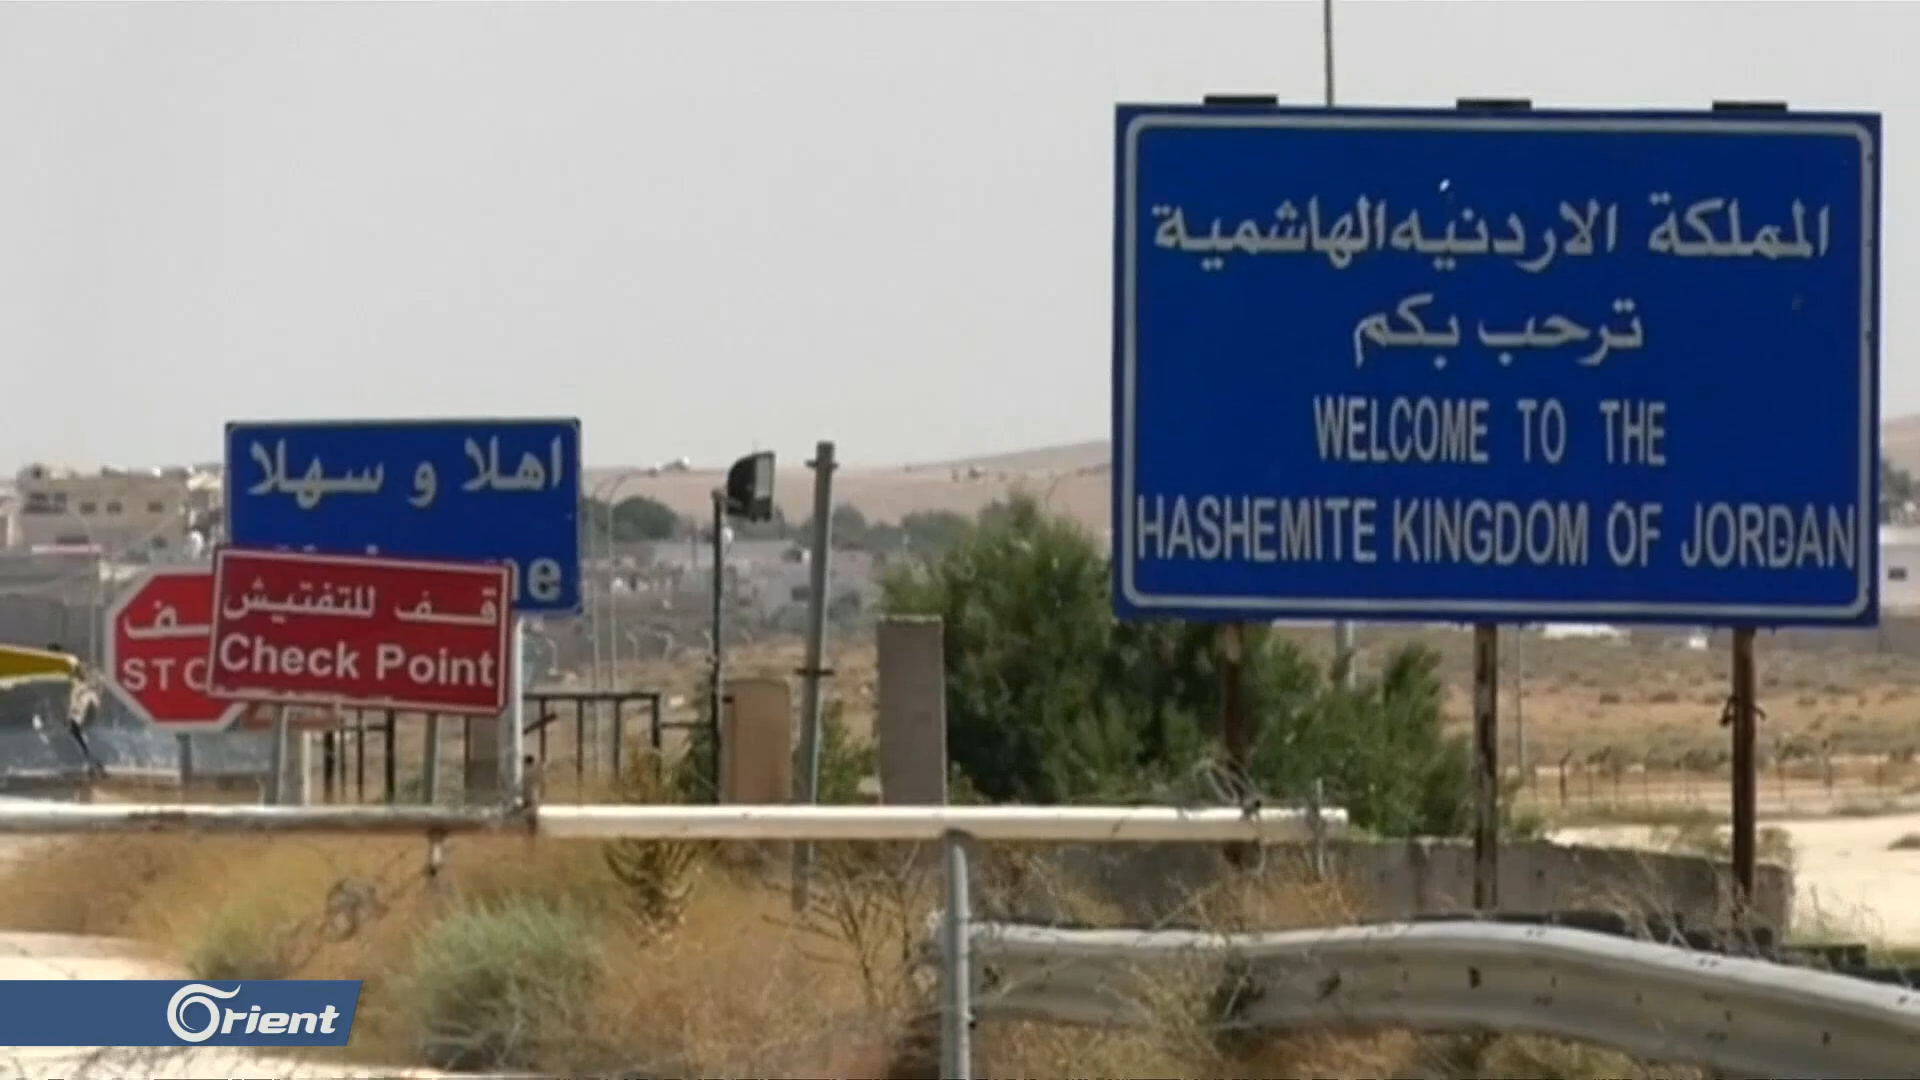 المملكة الاردنيه الهاشمية
ترحب بكم
WELCOME TO THE
HASHEMITE KINGDOM OF JORDAN
اهلا و سهلا
قف للتفتيش
Check Point
Orient